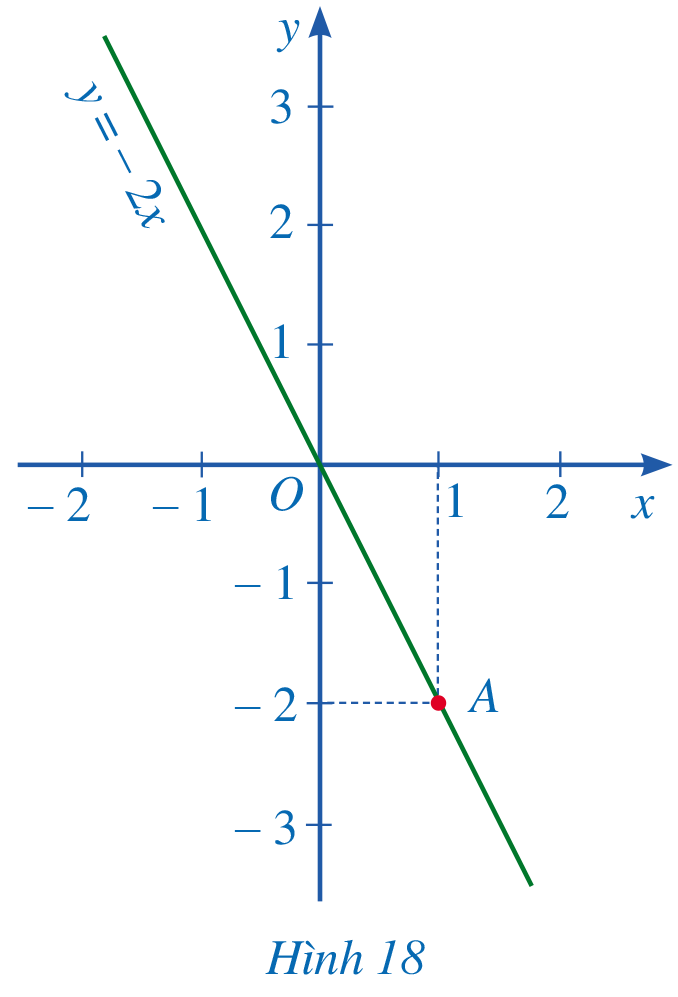 y
3
y = – 2x
2
1
– 2
– 1
O
1
2
x
– 1
– 2
A
– 3
Hình 18